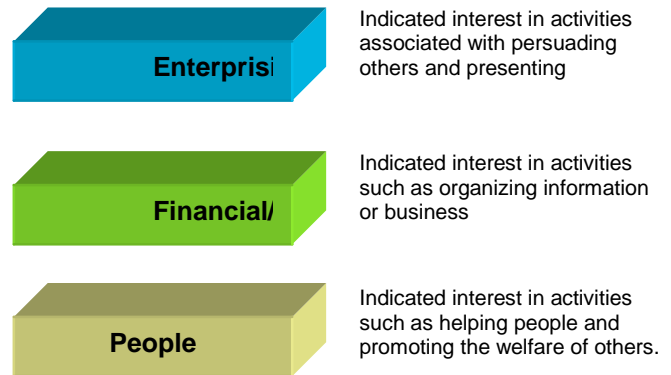 Enterprisi
Indicated interest in activities
associated with persuading
others and presenting
Financial/
Indicated interest in activities
such as organizing information
or business
People
Indicated interest in activities
such as helping people and
promoting the welfare of others.